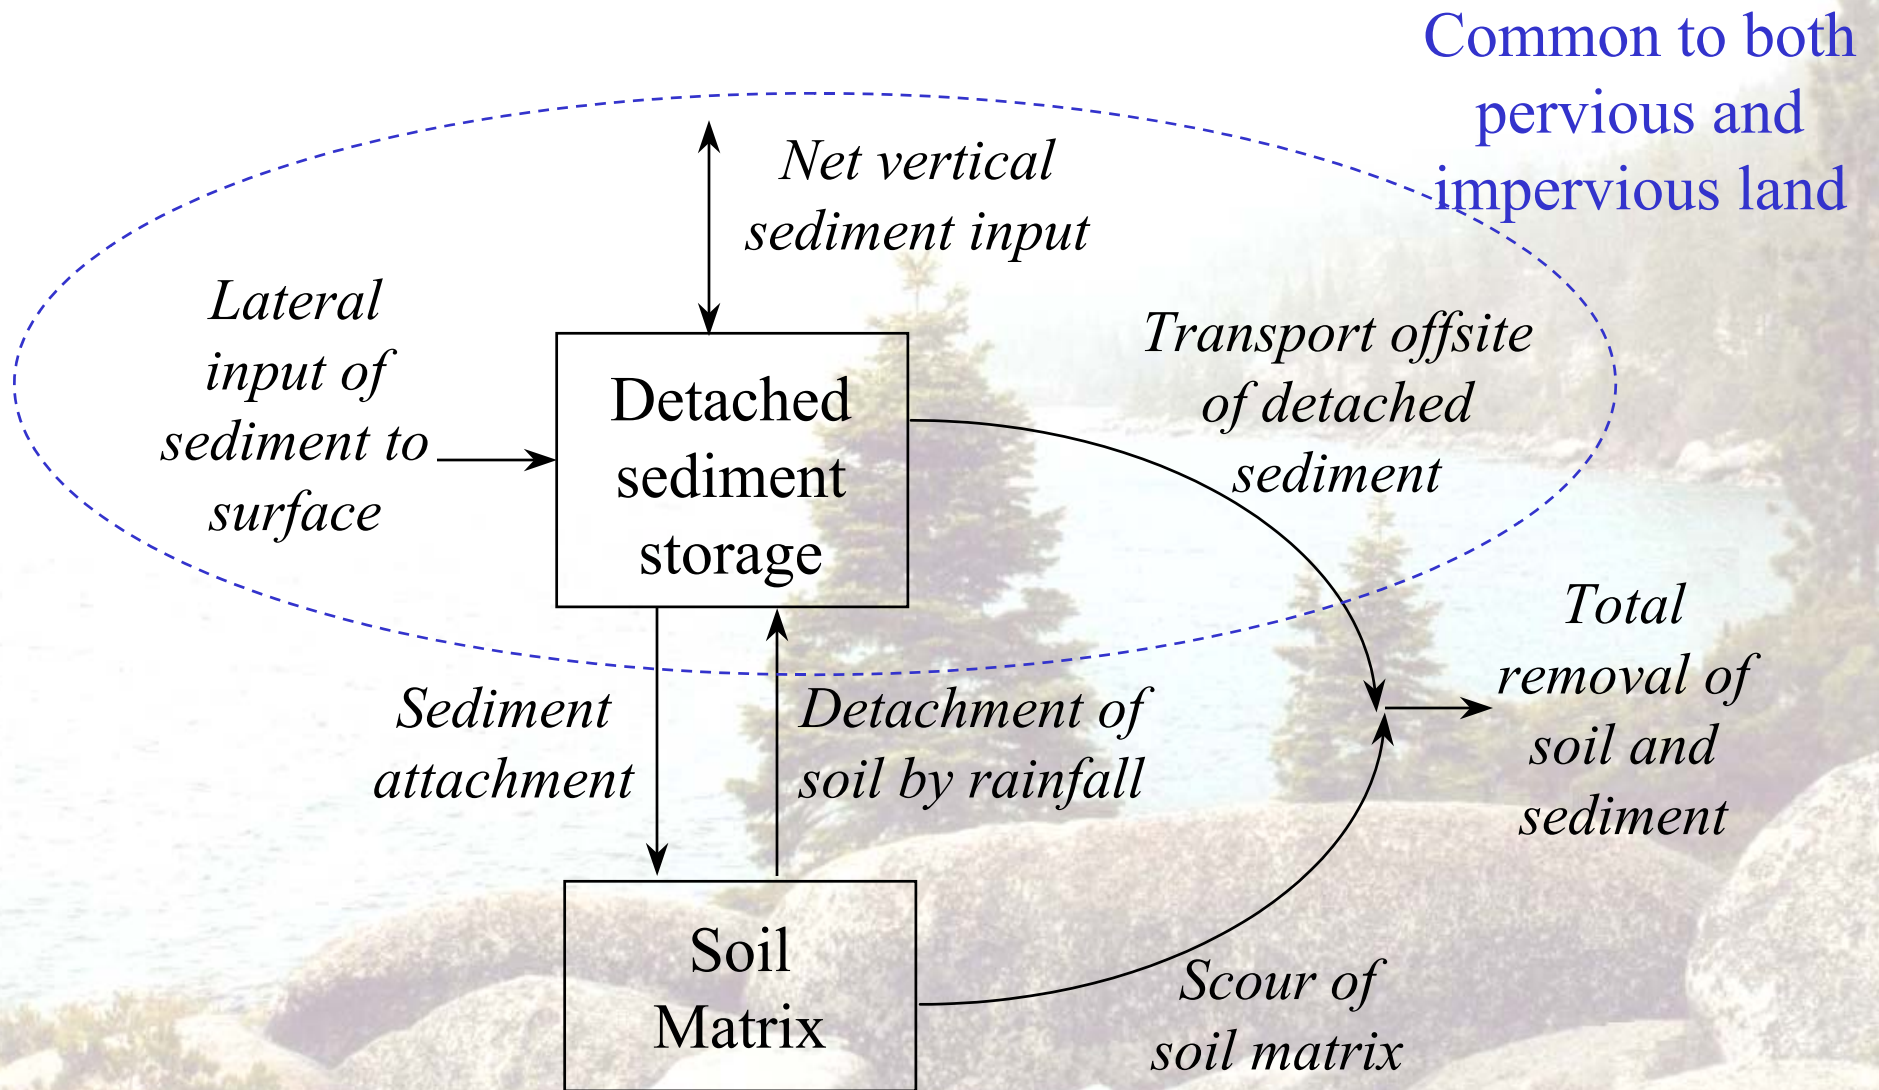 Common to both
pervious and
impervious land
Net vertical
sediment input
Lateral
input of
sediment to
surface
Detached
sediment
storage
Transport offsite
of detached
sediment
Total
removal of
soil and
sediment
Sediment
attachment
Detachment of
soil by rainfall
Soil
Matrix
Scour of
soil matrix